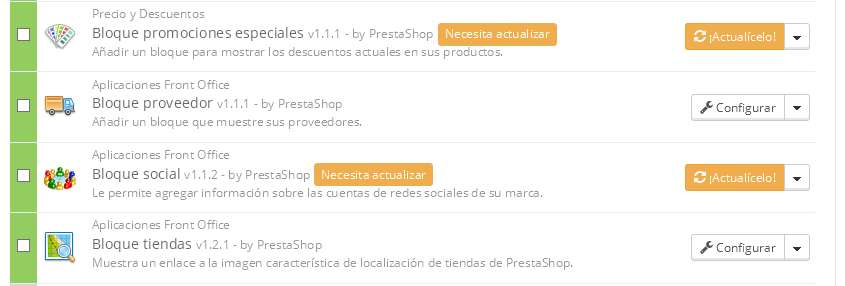 Precio y Descuentos
Bloque promociones especiales v1.1.1 - by PrestaShop Necesita actualizar ¡Actualícelo!
Añadir un bloque para mostrar los descuentos actuales en sus productos.
Aplicaciones Front Office
Bloque proveedor v1.1.1 - by PrestaShop Configurar
Añadir un bloque que muestre sus proveedores.
Aplicaciones Front Office
Bloque social v1.1.2 - by PrestaShop Necesita actualizar ¡Actualícelo!
Le permite agregar información sobre las cuentas de redes sociales de su marca.
Aplicaciones Front Office
Bloque tiendas v1.2.1 - by PrestaShop Configurar
Muestra un enlace a la imagen característica de localización de tiendas de PrestaShop.